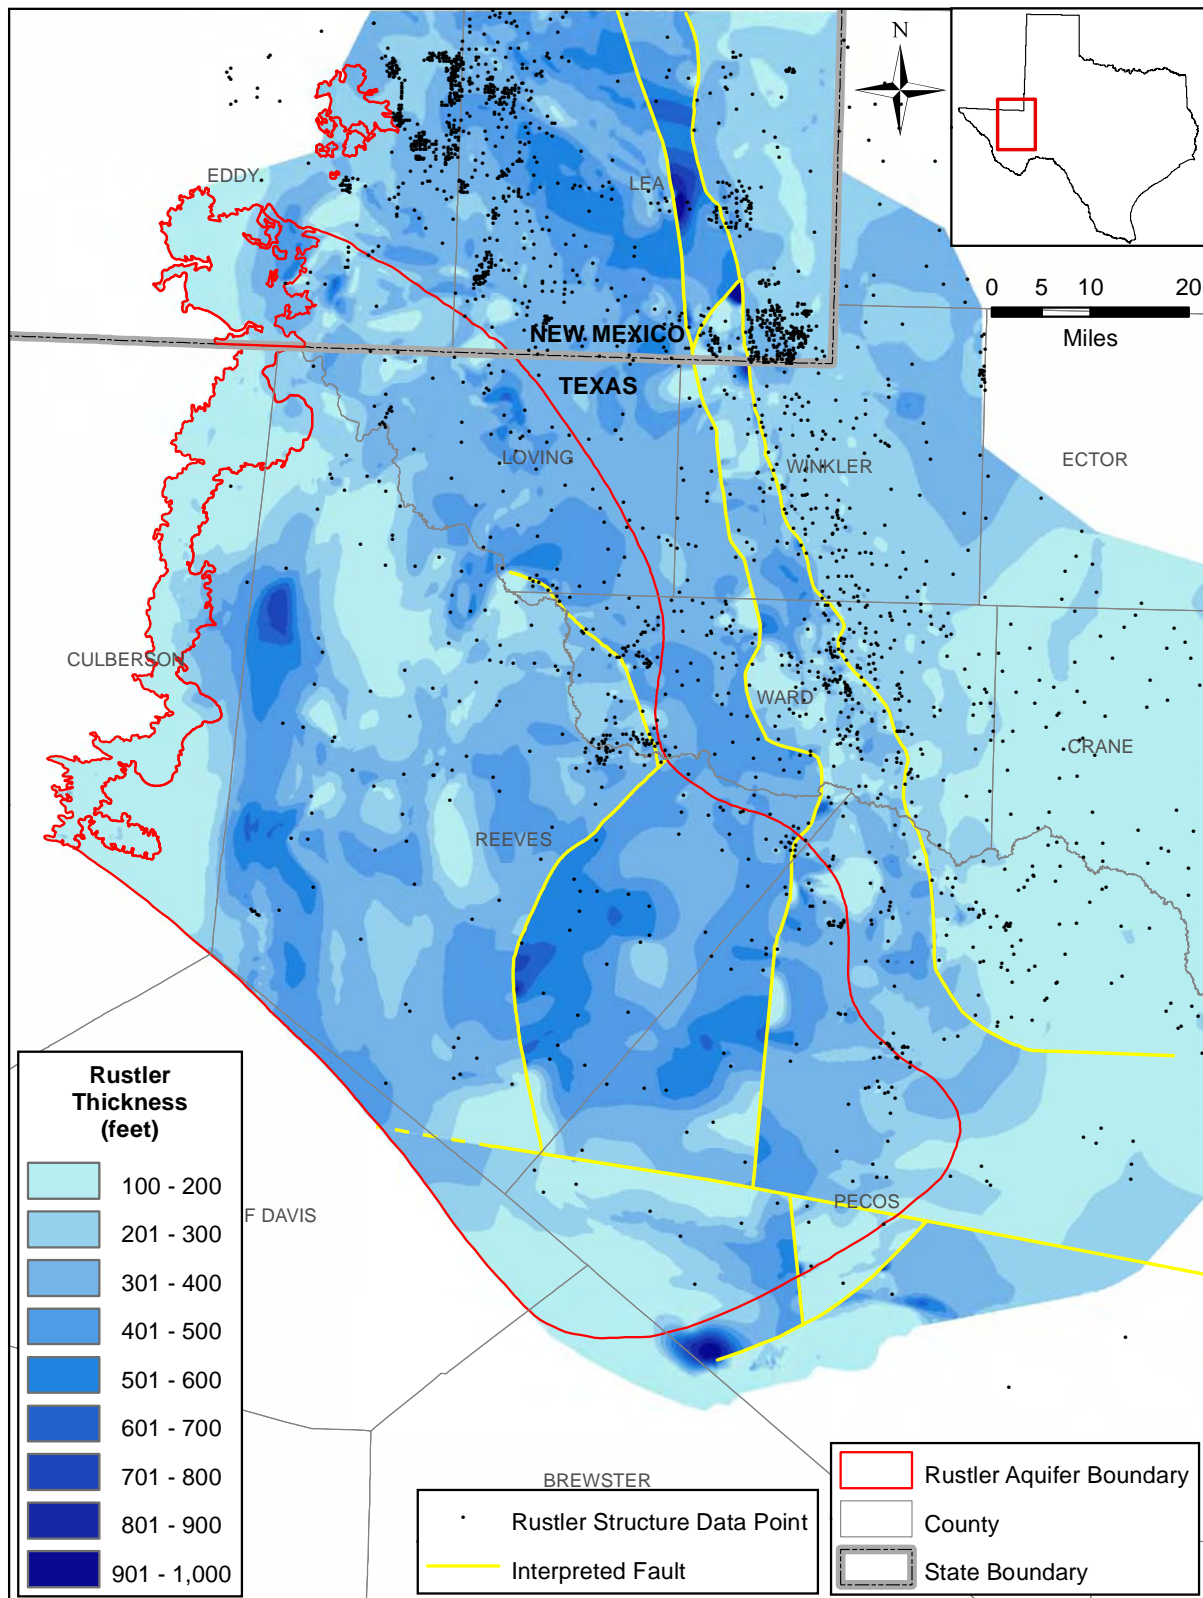 N
EDDY
LEA
0 5 10 20
Miles
NEW MEXICO
TEXAS
LOVING
WINKLER
ECTOR
CULBERSON
WARD
CRANE
REEVES
Rustler
Thickness
(feet)
100 - 200
201 - 300
301 - 400
401 - 500
501 - 600
601 - 700
701 - 800
801 - 900
901 - 1,000
F DAVIS
PECOS
BREWSTER
Rustler Structure Data Point
Interpreted Fault
Rustler Aquifer Boundary
County
State Boundary